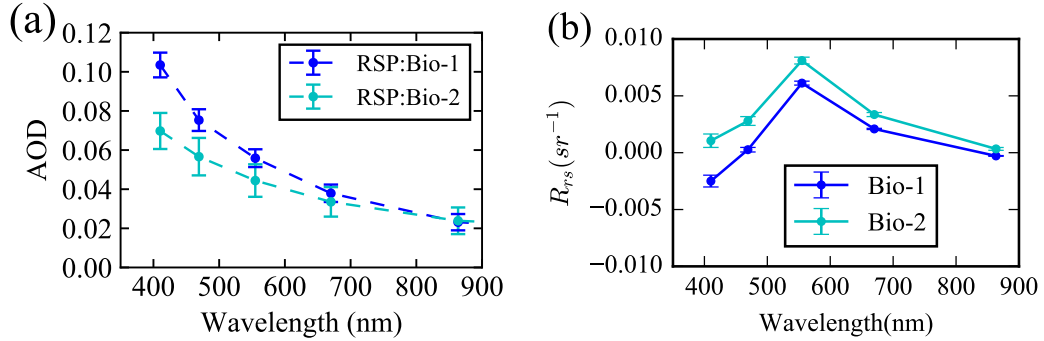 (a)
0.12
0.10
0.08
0.06
0.04
0.02
0.00
AOD
RSP:Bio-1
RSP:Bio-2
400 500 600 700 800 900
Wavelength (nm)
(b)
0.010
0.005
0.000
−0.005
−0.010
R_{rs}(sr^{−1})
Bio-1
Bio-2
400 500 600 700 800 900
Wavelength(nm)